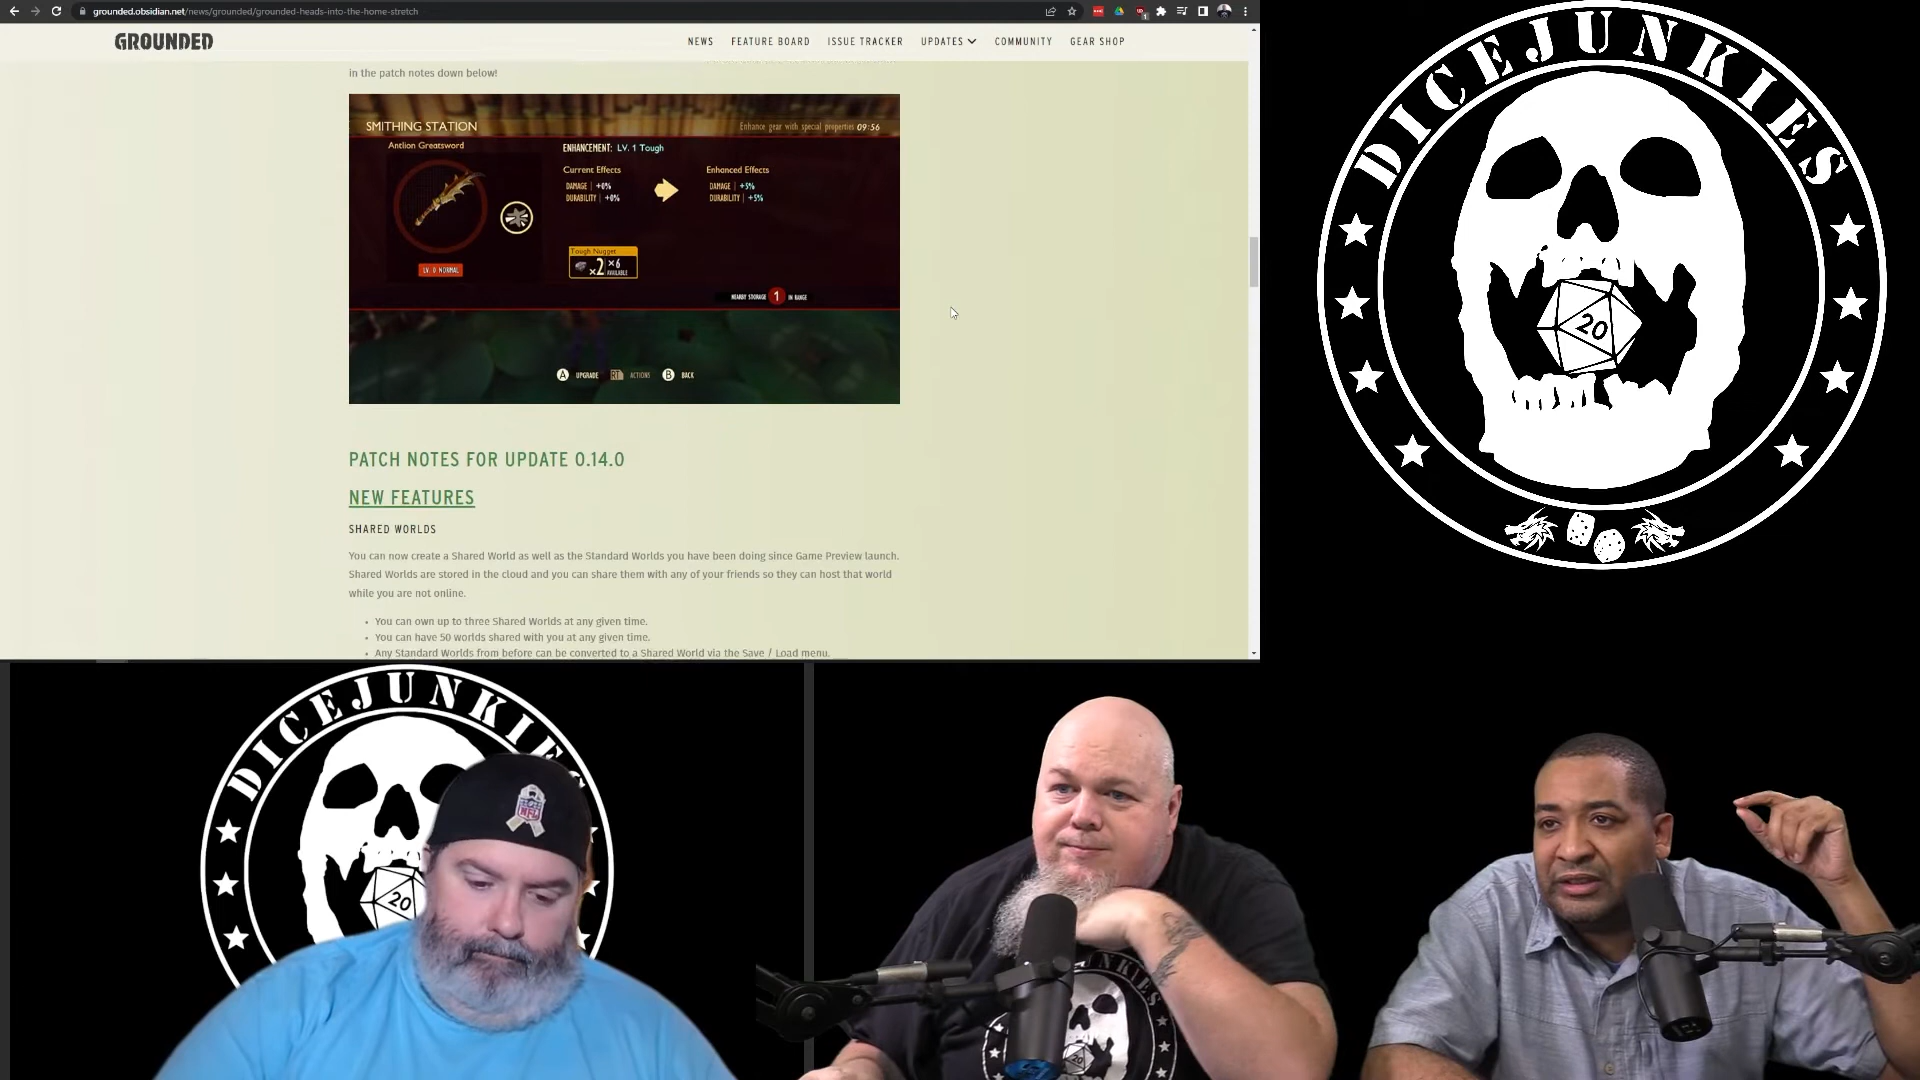 grounded.obsidian.net/news/grounded/grounded-heads-into-the-home-stretch
GROUNDED
NEWS FEATURE BOARD ISSUE TRACKER UPDATES COMMUNITY GEAR SHOP
in the patch notes down below!
SMITHING STATION
Enhance gear with special properties 09:56
Antlion Greatsword
ENHANCEMENT: LV. 1 Tough
Current Effects
Enhanced Effects
DAMAGE | +0%
DAMAGE | +5%
DURABILITY | +0%
DURABILITY | +5%
Tough Nugget
×2 ×6
AVAILABLE
LV. 0 NORMAL
NEARBY STORAGE 1 IN RANGE
A UPGRADE RT ACTIONS B BACK
PATCH NOTES FOR UPDATE 0.14.0
NEW FEATURES
SHARED WORLDS
You can now create a Shared World as well as the Standard Worlds you have been doing since Game Preview launch.
Shared Worlds are stored in the cloud and you can share them with any of your friends so they can host that world
while you are not online.
• You can own up to three Shared Worlds at any given time.
• You can have 50 worlds shared with you at any given time.
• Any Standard Worlds from before can be converted to a Shared World via the Save / Load menu.
DICEJUNKIES
20
DICEJUNKIES
20
NFL
JUNKIES
20